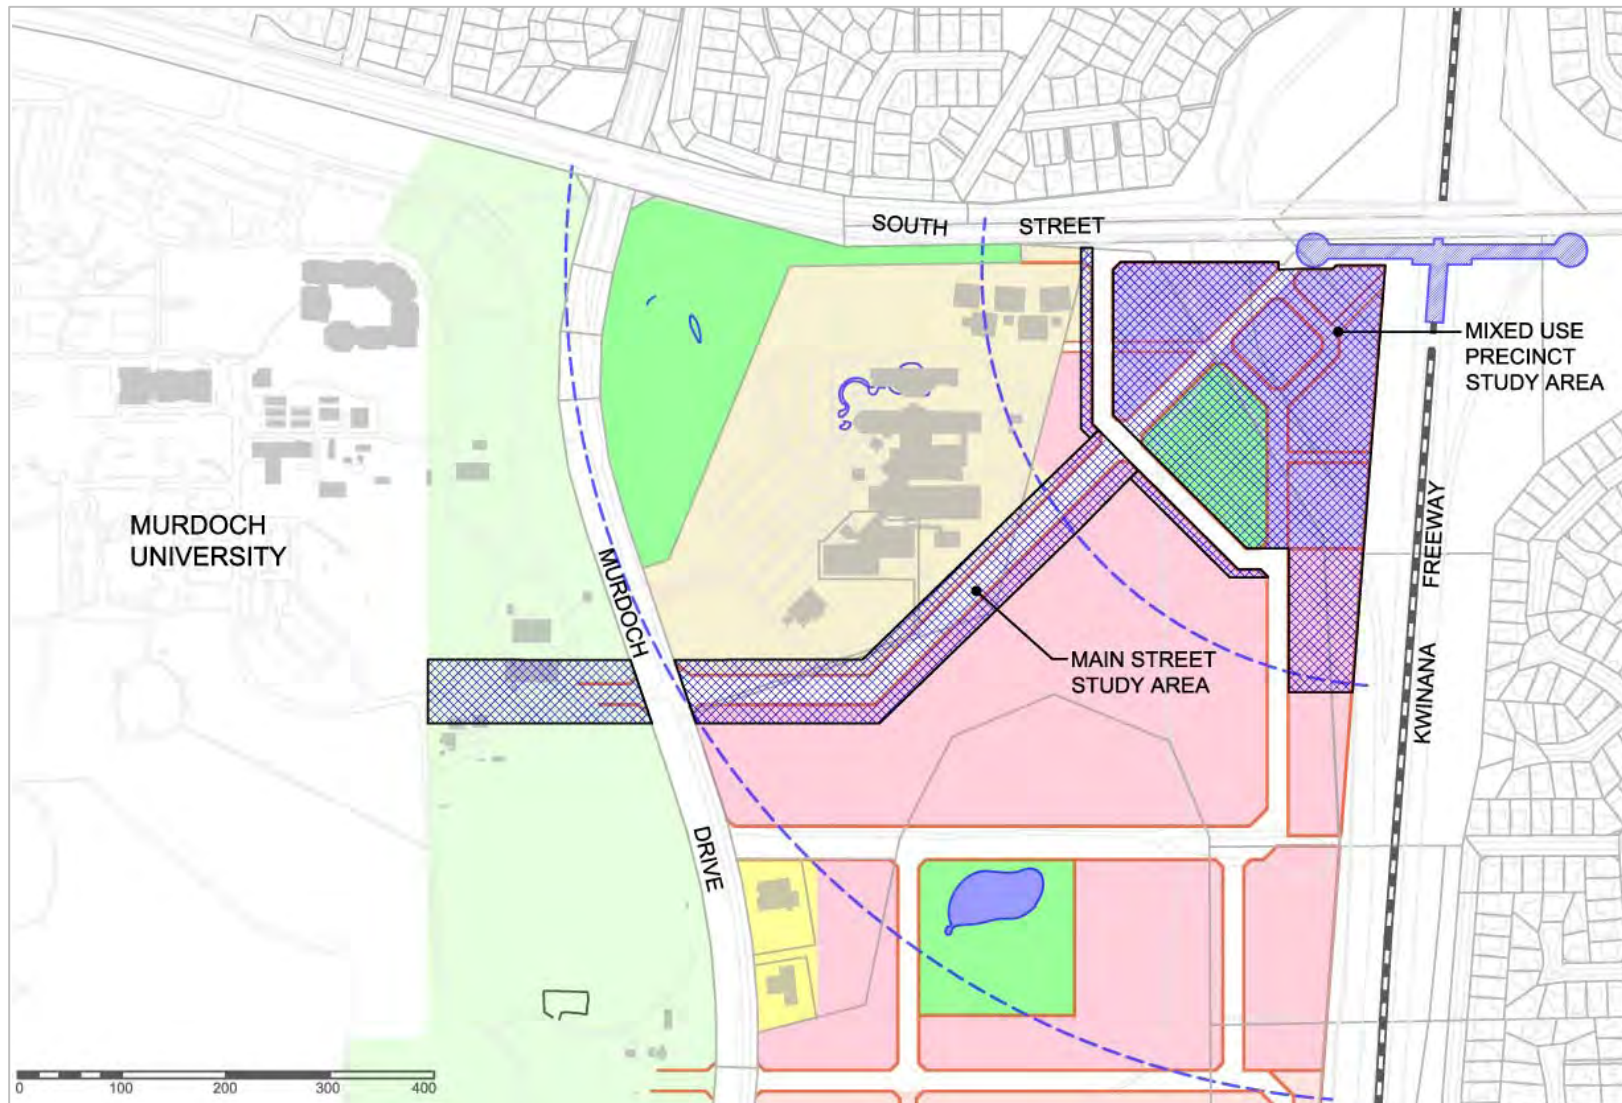 SOUTH STREET
MIXED USE
PRECINCT
STUDY AREA
MURDOCH
UNIVERSITY
MURDOCH
DRIVE
MAIN STREET
STUDY AREA
KWINANA FREEWAY
0 100 200 300 400